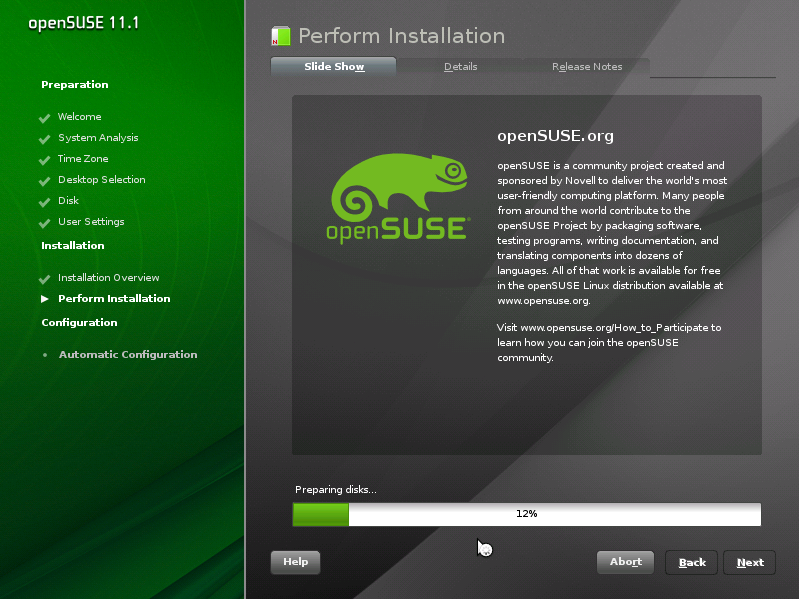 openSUSE 11.1
Preparation
Welcome
System Analysis
Time Zone
Desktop Selection
Disk
User Settings
Installation
Installation Overview
Perform Installation
Configuration
Automatic Configuration
Perform Installation
Slide Show
Details
Release Notes
openSUSE
openSUSE.org
openSUSE is a community project created and
sponsored by Novell to deliver the world's most
user-friendly computing platform. Many people
from around the world contribute to the
openSUSE Project by packaging software,
testing programs, writing documentation, and
translating components into dozens of
languages. All of that work is available for free
in the openSUSE Linux distribution available at
www.opensuse.org.
Visit www.opensuse.org/How_to_Participate to
learn how you can join the openSUSE
community.
Preparing disks...
12%
Help
Abort
Back
Next